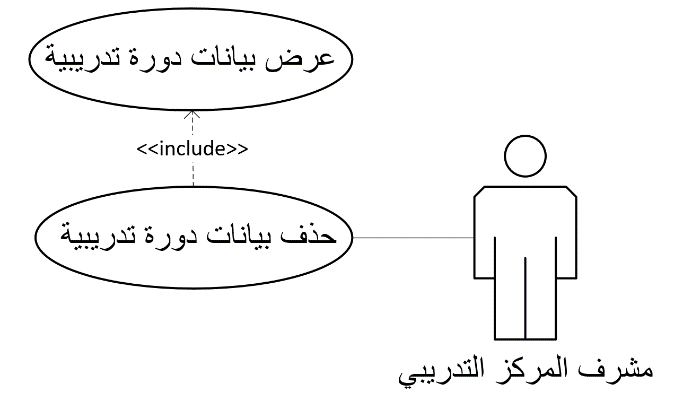 عرض بيانات دورة تدريبية
<<include>>
حذف بيانات دورة تدريبية
مشرف المركز التدريبي